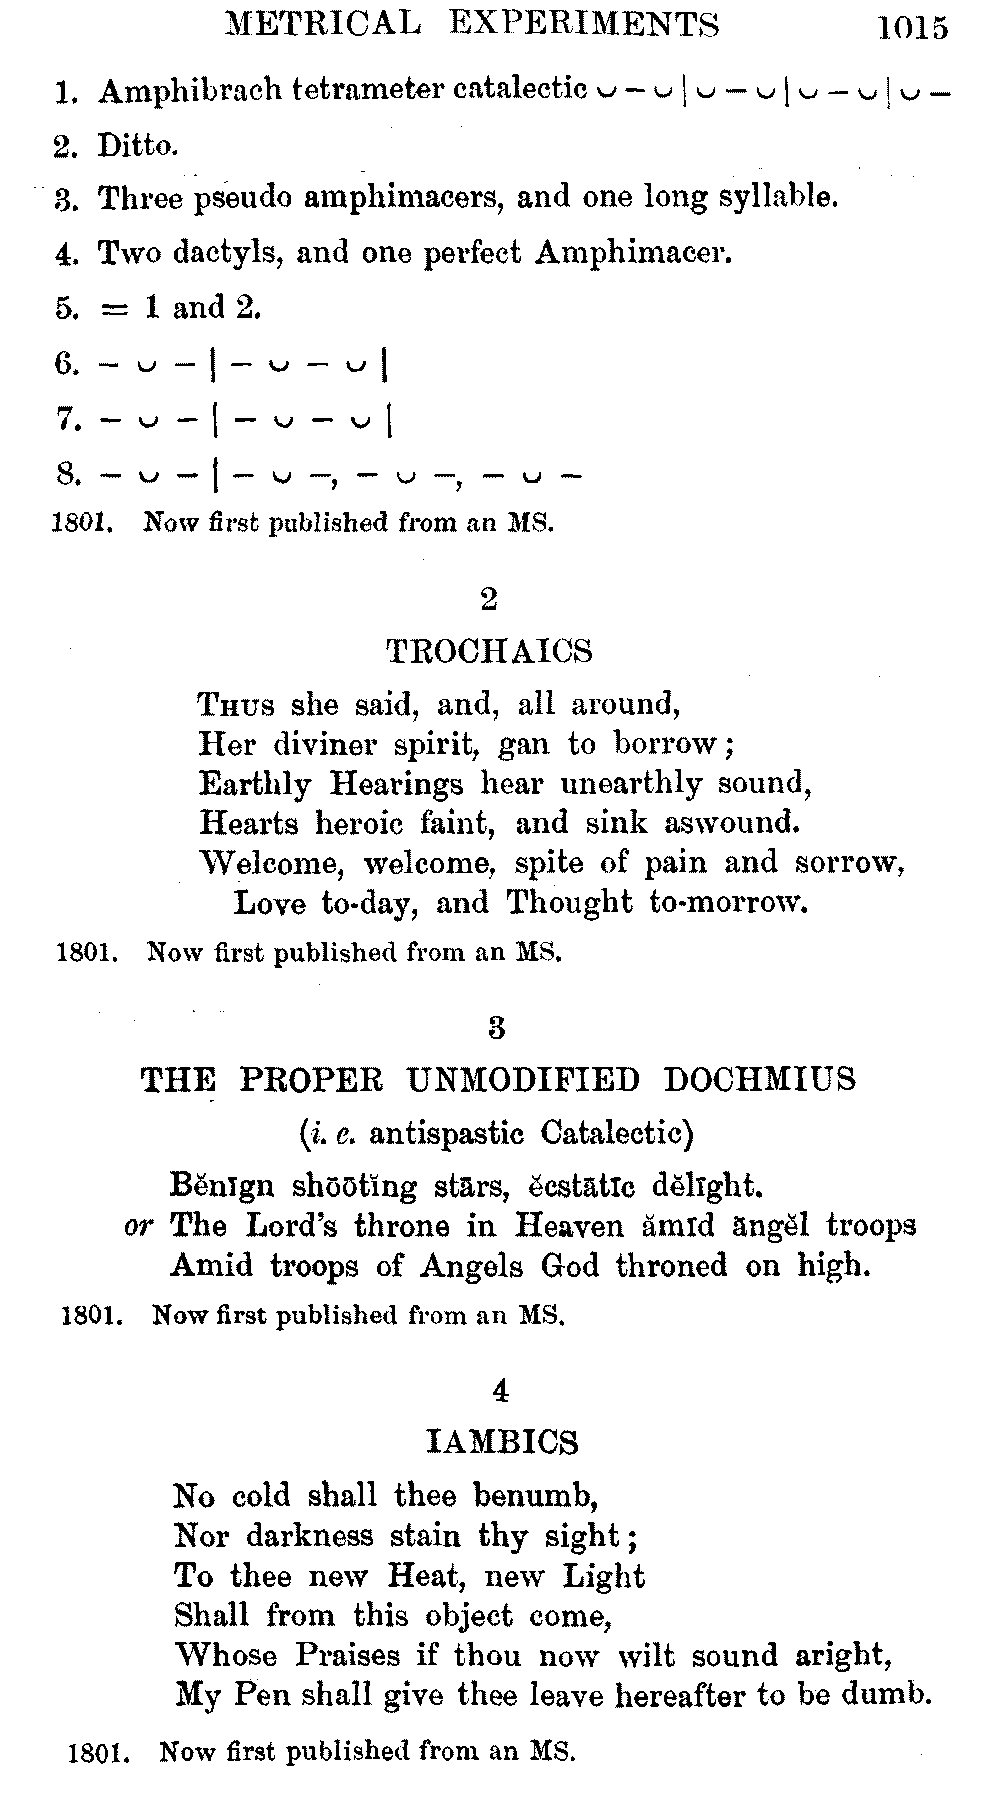 METRICAL EXPERIMENTS 1015
1. Amphibrach tetrameter catalectic ᴗ – ᴗ | ᴗ – ᴗ | ᴗ – ᴗ | ᴗ –
2. Ditto.
3. Three pseudo amphimacers, and one long syllable.
4. Two dactyls, and one perfect Amphimacer.
5. = 1 and 2.
6. – ᴗ – | – ᴗ – ᴗ |
7. – ᴗ – | – ᴗ – ᴗ |
8. – ᴗ – | – ᴗ –, – ᴗ –, – ᴗ –
1801. Now first published from an MS.
2
TROCHAICS
THUS she said, and, all around,
Her diviner spirit, gan to borrow;
Earthly Hearings hear unearthly sound,
Hearts heroic faint, and sink aswound.
Welcome, welcome, spite of pain and sorrow,
Love to-day, and Thought to-morrow.
1801. Now first published from an MS.
3
THE PROPER UNMODIFIED DOCHMIUS
(i. e. antispastic Catalectic)
Bĕnīgn shōōtĭng stārs, ĕcstātīc dĕlīght.
or The Lord's throne in Heaven ămīd āngĕl troops
Amid troops of Angels God throned on high.
1801. Now first published from an MS.
4
IAMBICS
No cold shall thee benumb,
Nor darkness stain thy sight;
To thee new Heat, new Light
Shall from this object come,
Whose Praises if thou now wilt sound aright,
My Pen shall give thee leave hereafter to be dumb.
1801. Now first published from an MS.